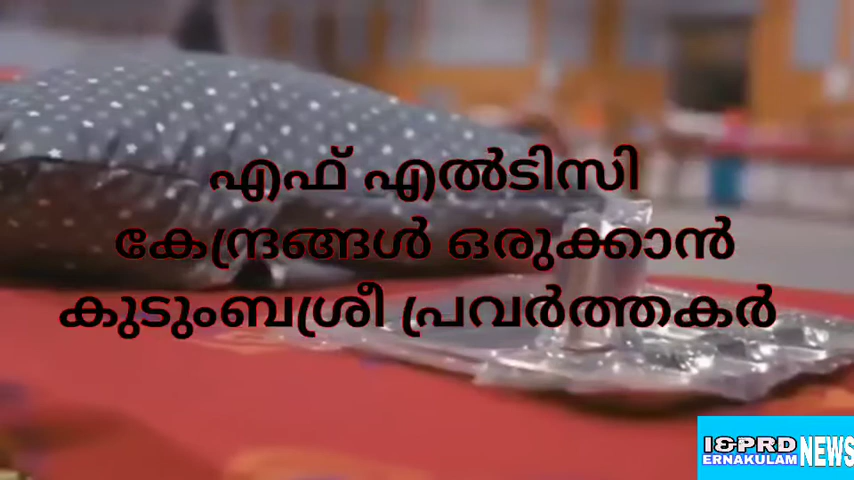 എഫ് എൽടിസി
കേന്ദ്രങ്ങൾ ഒരുക്കാൻ
കുടുംബശ്രീ പ്രവർത്തകർ
I&PRD
ERNAKULAM
NEWS